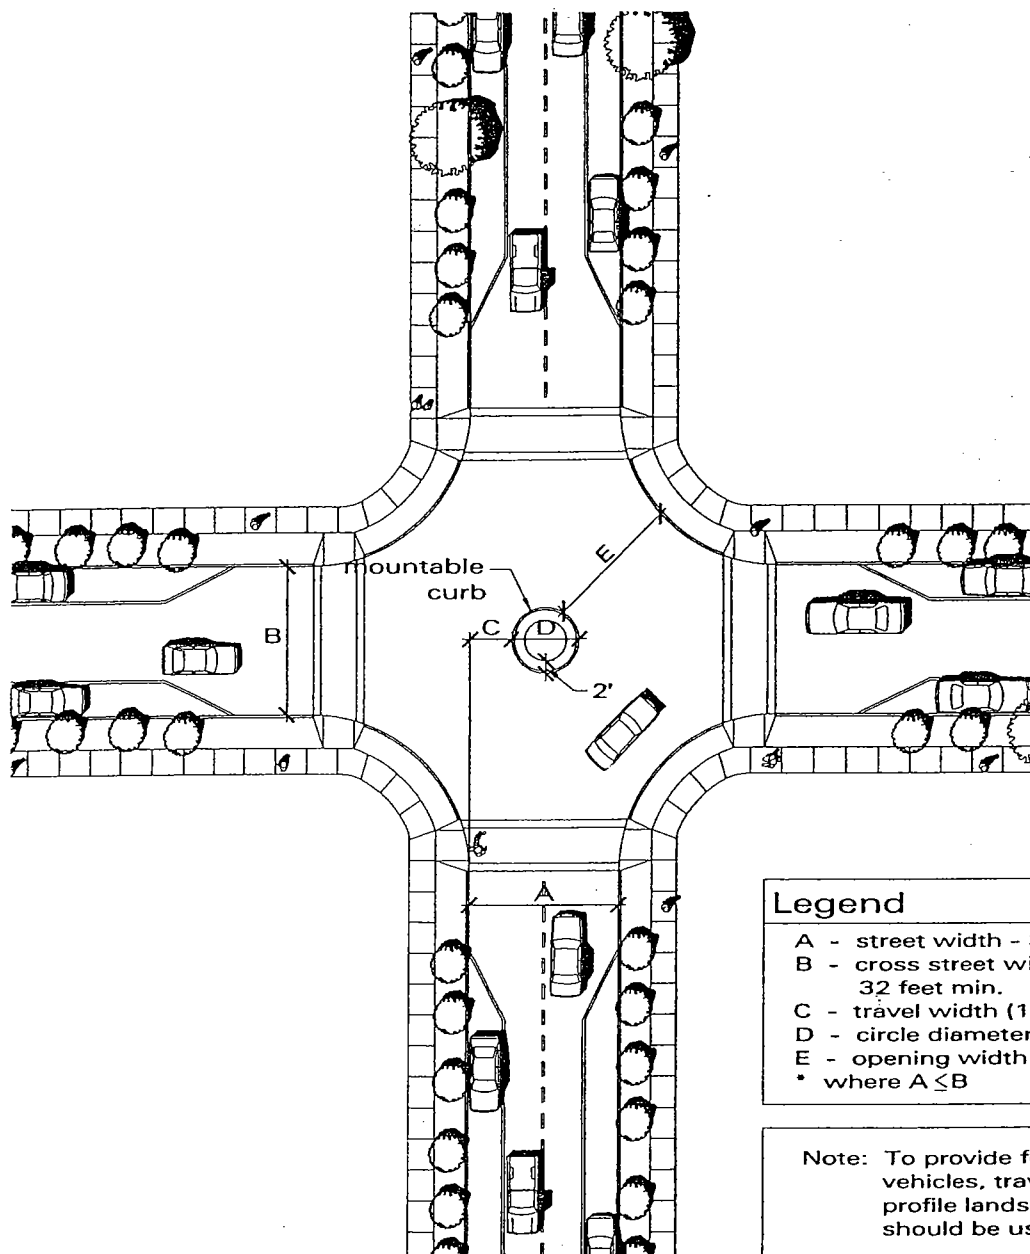 mountable
curb
E
B
C
D
2'
A
Legend
A - street width -
B - cross street wi
32 feet min.
C - travel width (1
D - circle diameter
E - opening width
* where A ≤ B
Note: To provide f
vehicles, trav
profile lands
should be us